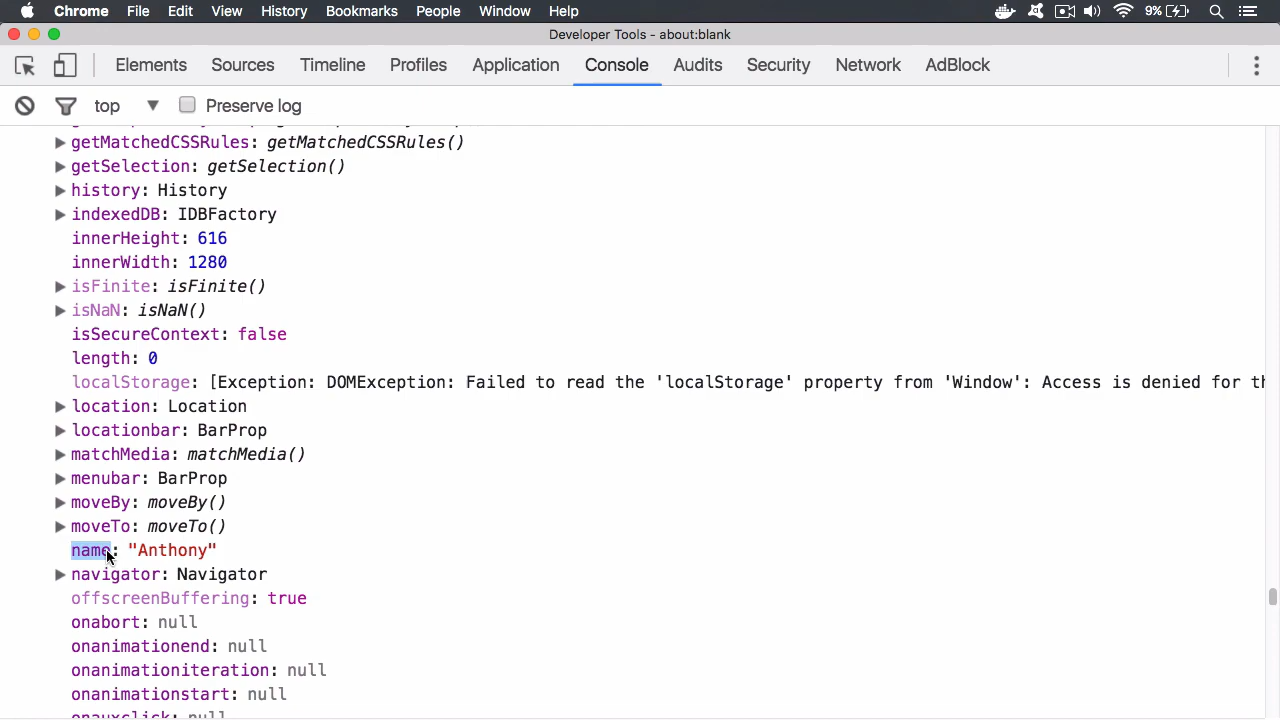 Chrome File Edit View History Bookmarks People Window Help 9%
Developer Tools - about:blank
Elements Sources Timeline Profiles Application Console Audits Security Network AdBlock
top Preserve log
getMatchedCSSRules: getMatchedCSSRules()
getSelection: getSelection()
history: History
indexedDB: IDBFactory
innerHeight: 616
innerWidth: 1280
isFinite: isFinite()
isNaN: isNaN()
isSecureContext: false
length: 0
localStorage: [Exception: DOMException: Failed to read the 'localStorage' property from 'Window': Access is denied for th
location: Location
locationbar: BarProp
matchMedia: matchMedia()
menubar: BarProp
moveBy: moveBy()
moveTo: moveTo()
name: "Anthony"
navigator: Navigator
offscreenBuffering: true
onabort: null
onanimationend: null
onanimationiteration: null
onanimationstart: null
onauxclick: null